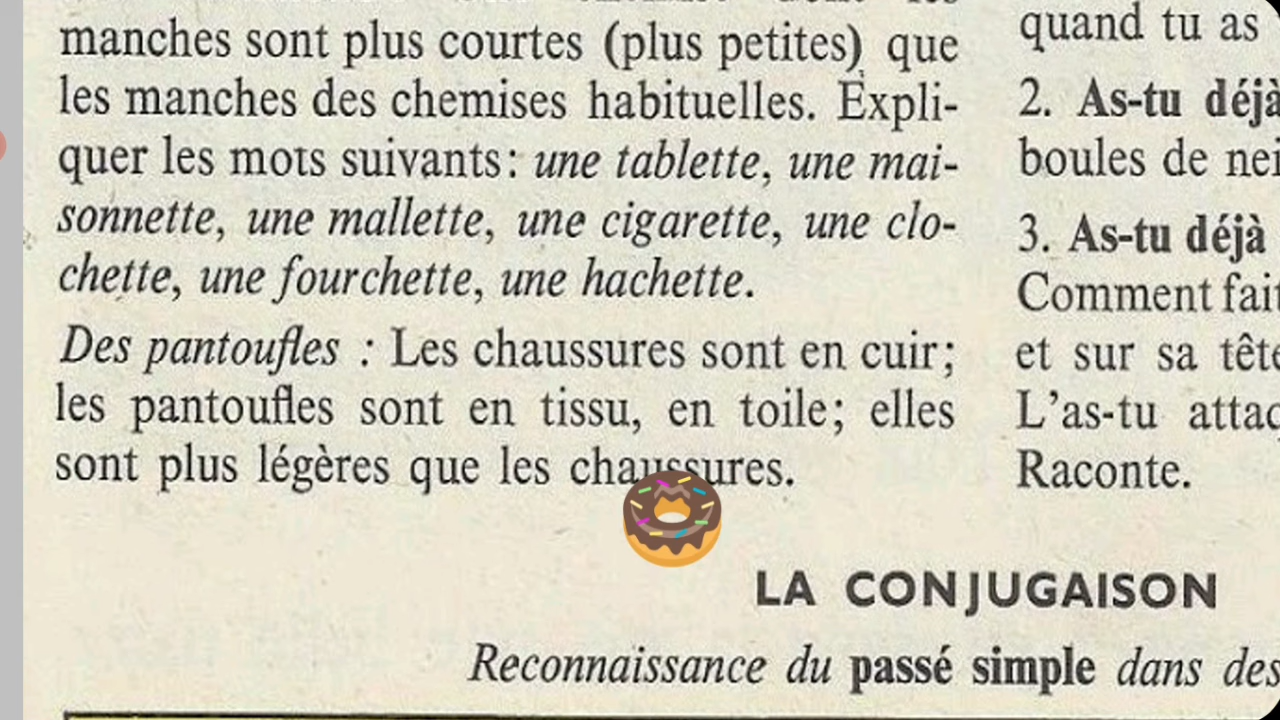 manches sont plus courtes (plus petites) que
les manches des chemises habituelles. Expli-
quer les mots suivants: une tablette, une mai-
sonnette, une mallette, une cigarette, une clo-
chette, une fourchette, une hachette.
Des pantoufles : Les chaussures sont en cuir;
les pantoufles sont en tissu, en toile; elles
sont plus légères que les chaussures.
quand tu as
2. As-tu déjà
boules de nei
3. As-tu déjà
Comment fait
et sur sa tête
L'as-tu attaq
Raconte.
LA CONJUGAISON
Reconnaissance du passé simple dans des